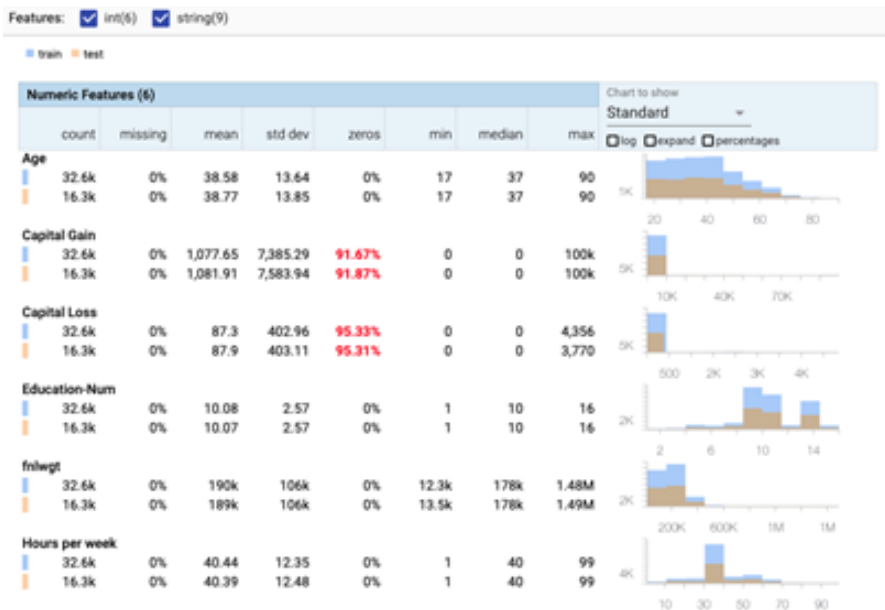 Features: int(6) string(9)
train test
Numeric Features (6)
Chart to show
Standard
count missing mean std dev zeros min median max
log expand percentages
Age
32.6k 0% 38.58 13.64 0% 17 37 90
16.3k 0% 38.77 13.85 0% 17 37 90
5K
20 40 60 80
Capital Gain
32.6k 0% 1,077.65 7,385.29 91.67% 0 0 100k
16.3k 0% 1,081.91 7,583.94 91.87% 0 0 100k
5K
10K 40K 70K
Capital Loss
32.6k 0% 87.3 402.96 95.33% 0 0 4,356
16.3k 0% 87.9 403.11 95.31% 0 0 3,770
5K
500 2K 3K 4K
Education-Num
32.6k 0% 10.08 2.57 0% 1 10 16
16.3k 0% 10.07 2.57 0% 1 10 16
2K
2 6 10 14
fnlwgt
32.6k 0% 190k 106k 0% 12.3k 178k 1.48M
16.3k 0% 189k 106k 0% 13.5k 178k 1.49M
2K
200K 600K 1M 1M
Hours per week
32.6k 0% 40.44 12.35 0% 1 40 99
16.3k 0% 40.39 12.48 0% 1 40 99
4K
10 30 50 70 90